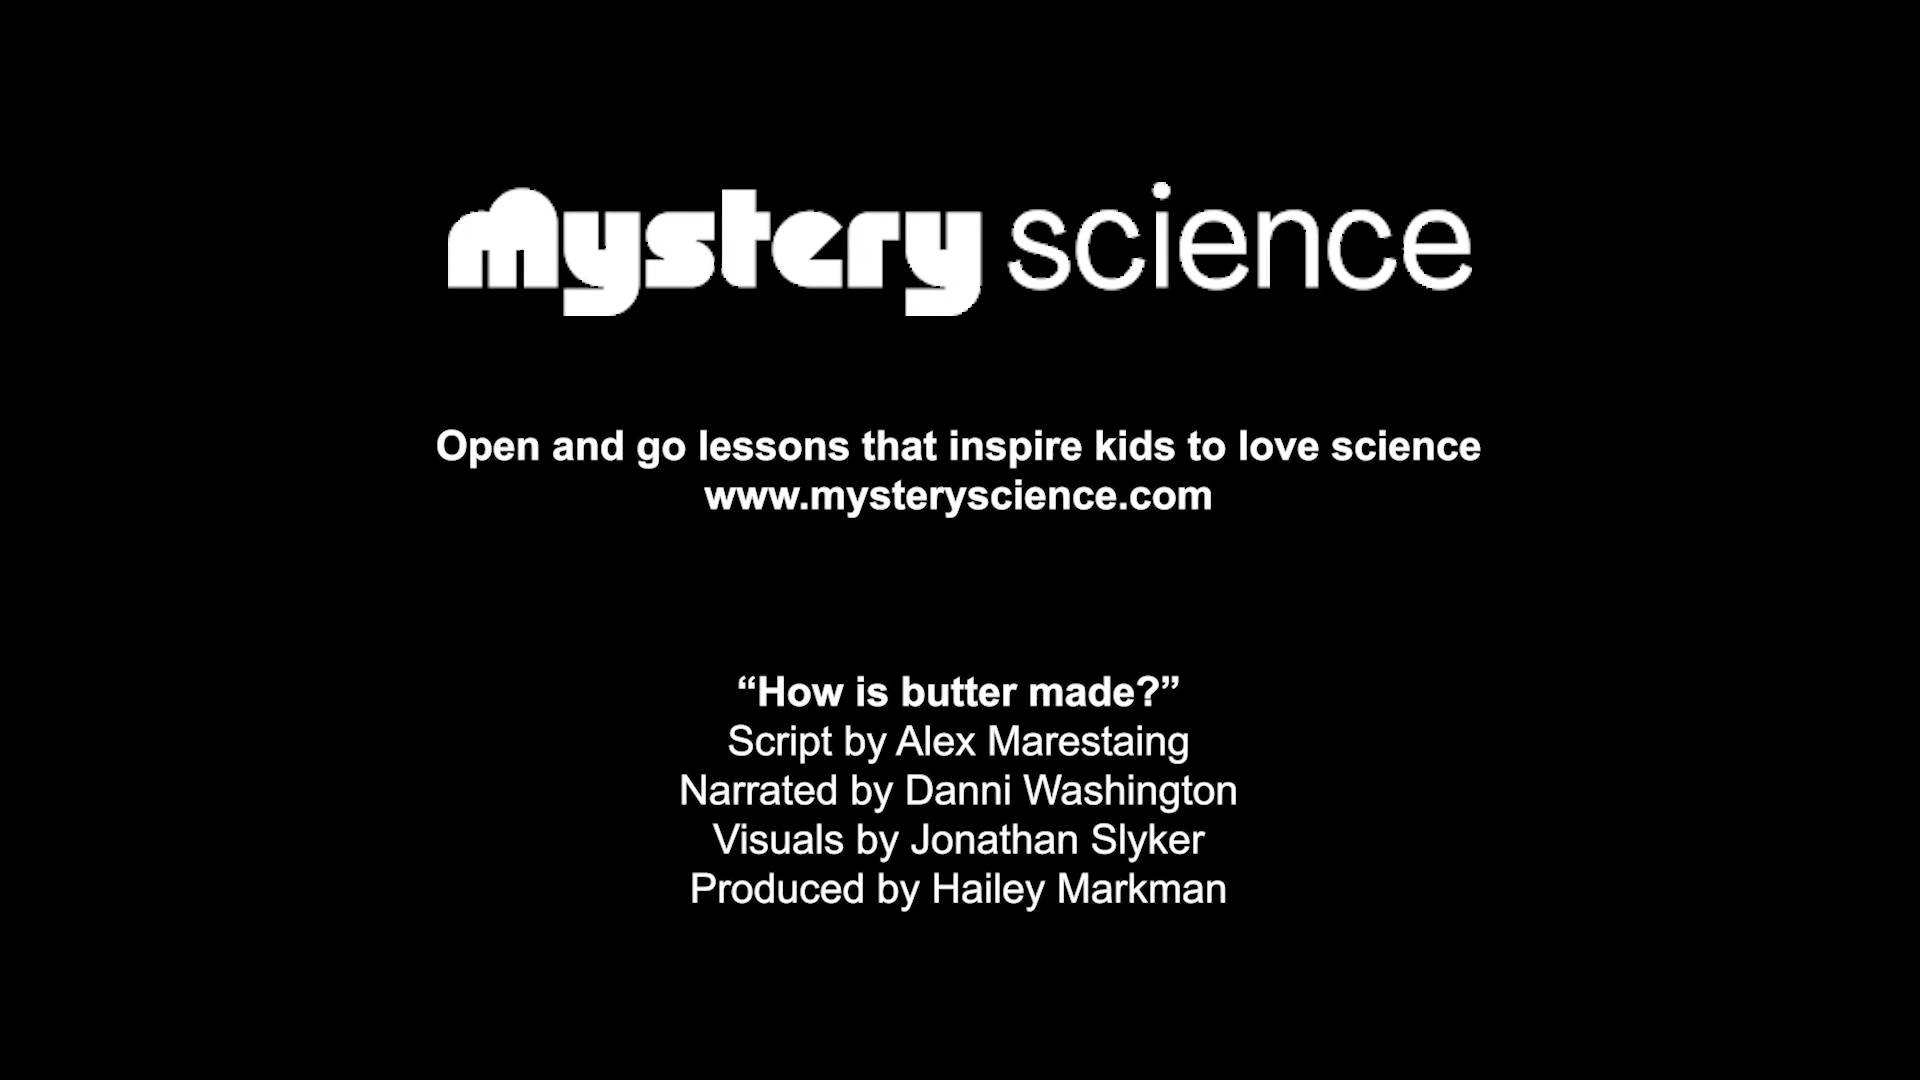 mystery science
Open and go lessons that inspire kids to love science
www.mysteryscience.com
“How is butter made?”
Script by Alex Marestaing
Narrated by Danni Washington
Visuals by Jonathan Slyker
Produced by Hailey Markman